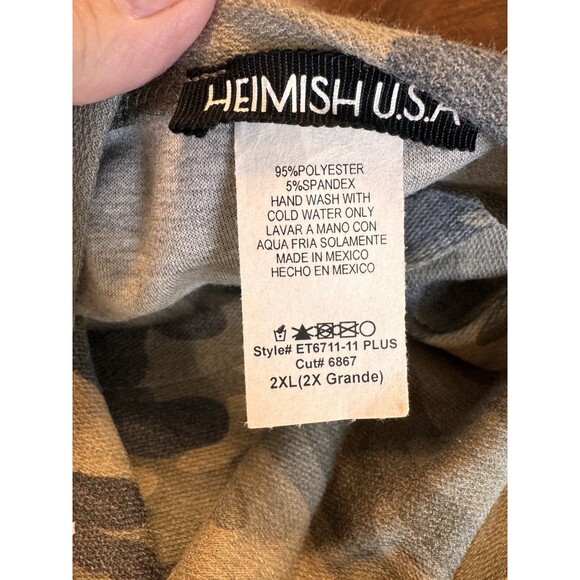 HEIMISH U.S.A
95%POLYESTER
5%SPANDEX
HAND WASH WITH
COLD WATER ONLY
LAVAR A MANO CON
AQUA FRIA SOLAMENTE
MADE IN MEXICO
HECHO EN MEXICO
Style# ET6711-11 PLUS
Cut# 6867
2XL(2X Grande)